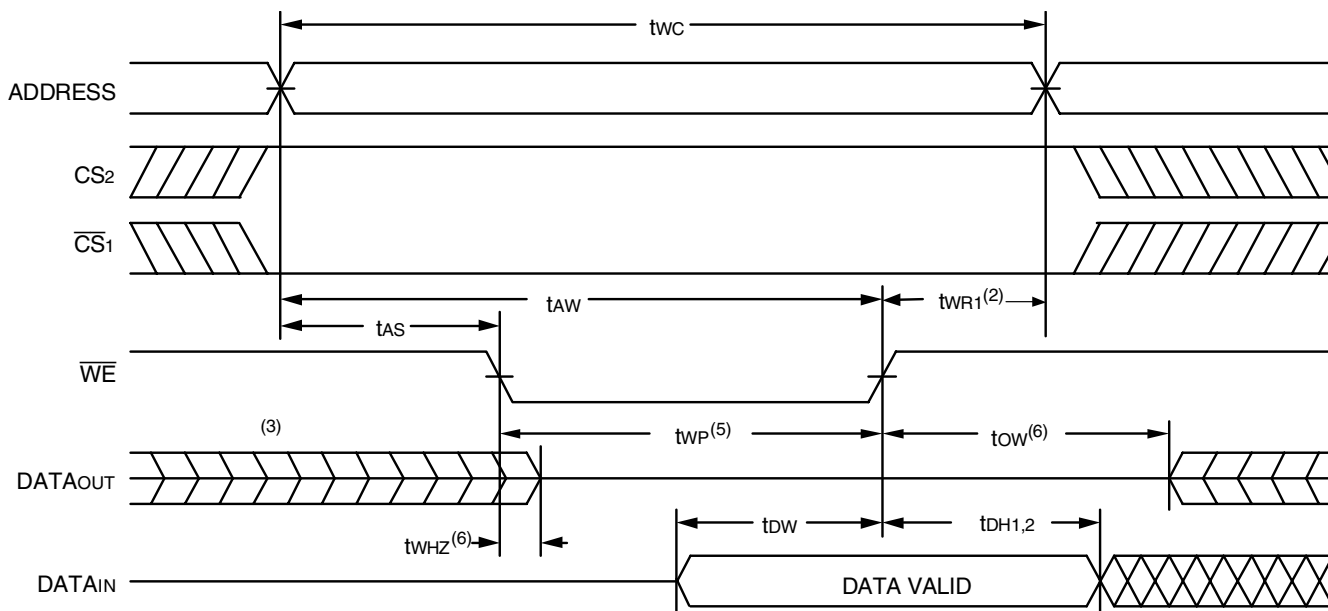 tWC
ADDRESS
CS2
CS1
tAW
tWR1(2)
tAS
WE
(3)
tWP(5)
tOW(6)
DATAOUT
tDW
tDH1,2
tWHZ(6)
DATAIN
DATA VALID